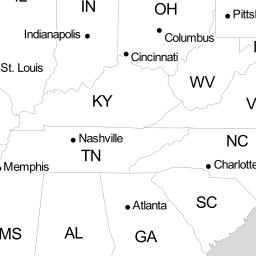 IN
OH
Pitts
Indianapolis
Columbus
Cincinnati
St. Louis
WV
KY
V
Nashville
NC
TN
Memphis
Charlotte
SC
Atlanta
MS
AL
GA